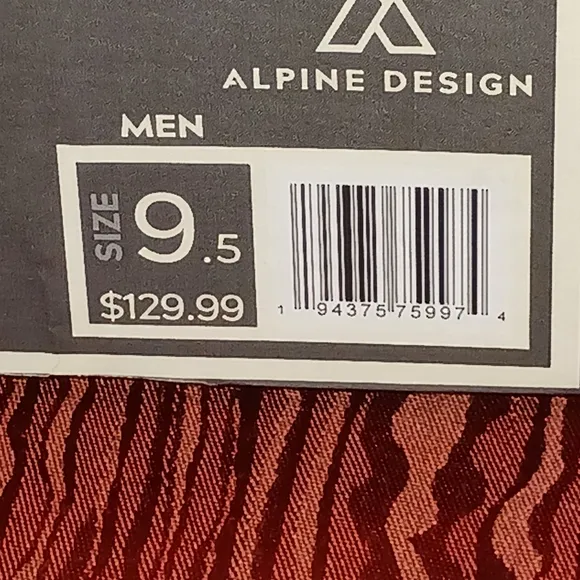 ALPINE DESIGN
MEN
SIZE 9.5
$129.99
1 94375 75997 4